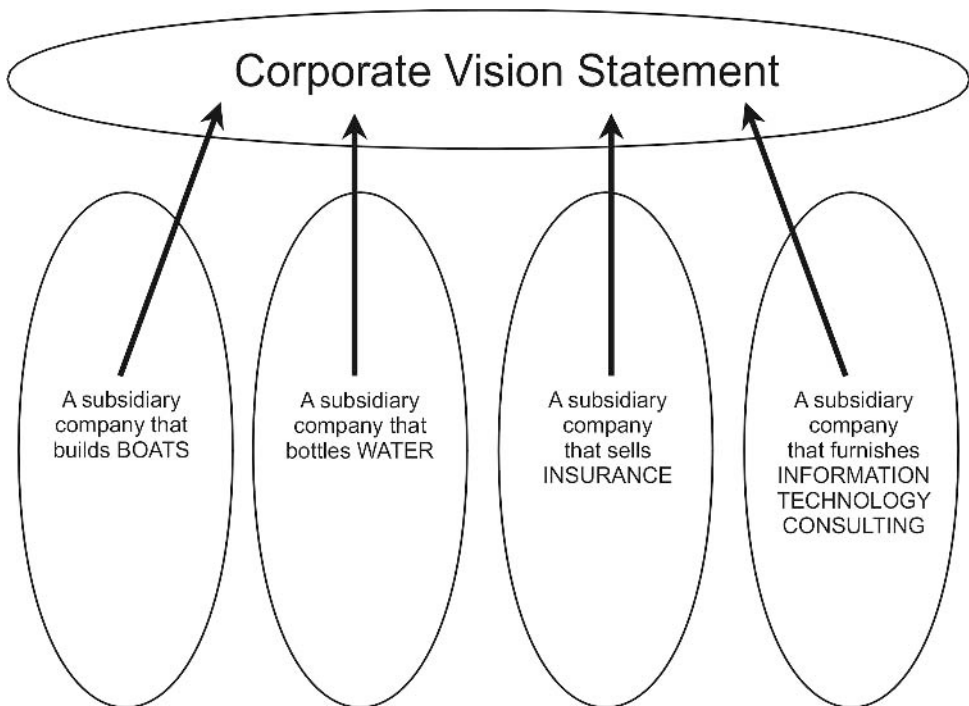 Corporate Vision Statement
A subsidiary
company that
builds BOATS
A subsidiary
company that
bottles WATER
A subsidiary
company
that sells
INSURANCE
A subsidiary
company
that furnishes
INFORMATION
TECHNOLOGY
CONSULTING